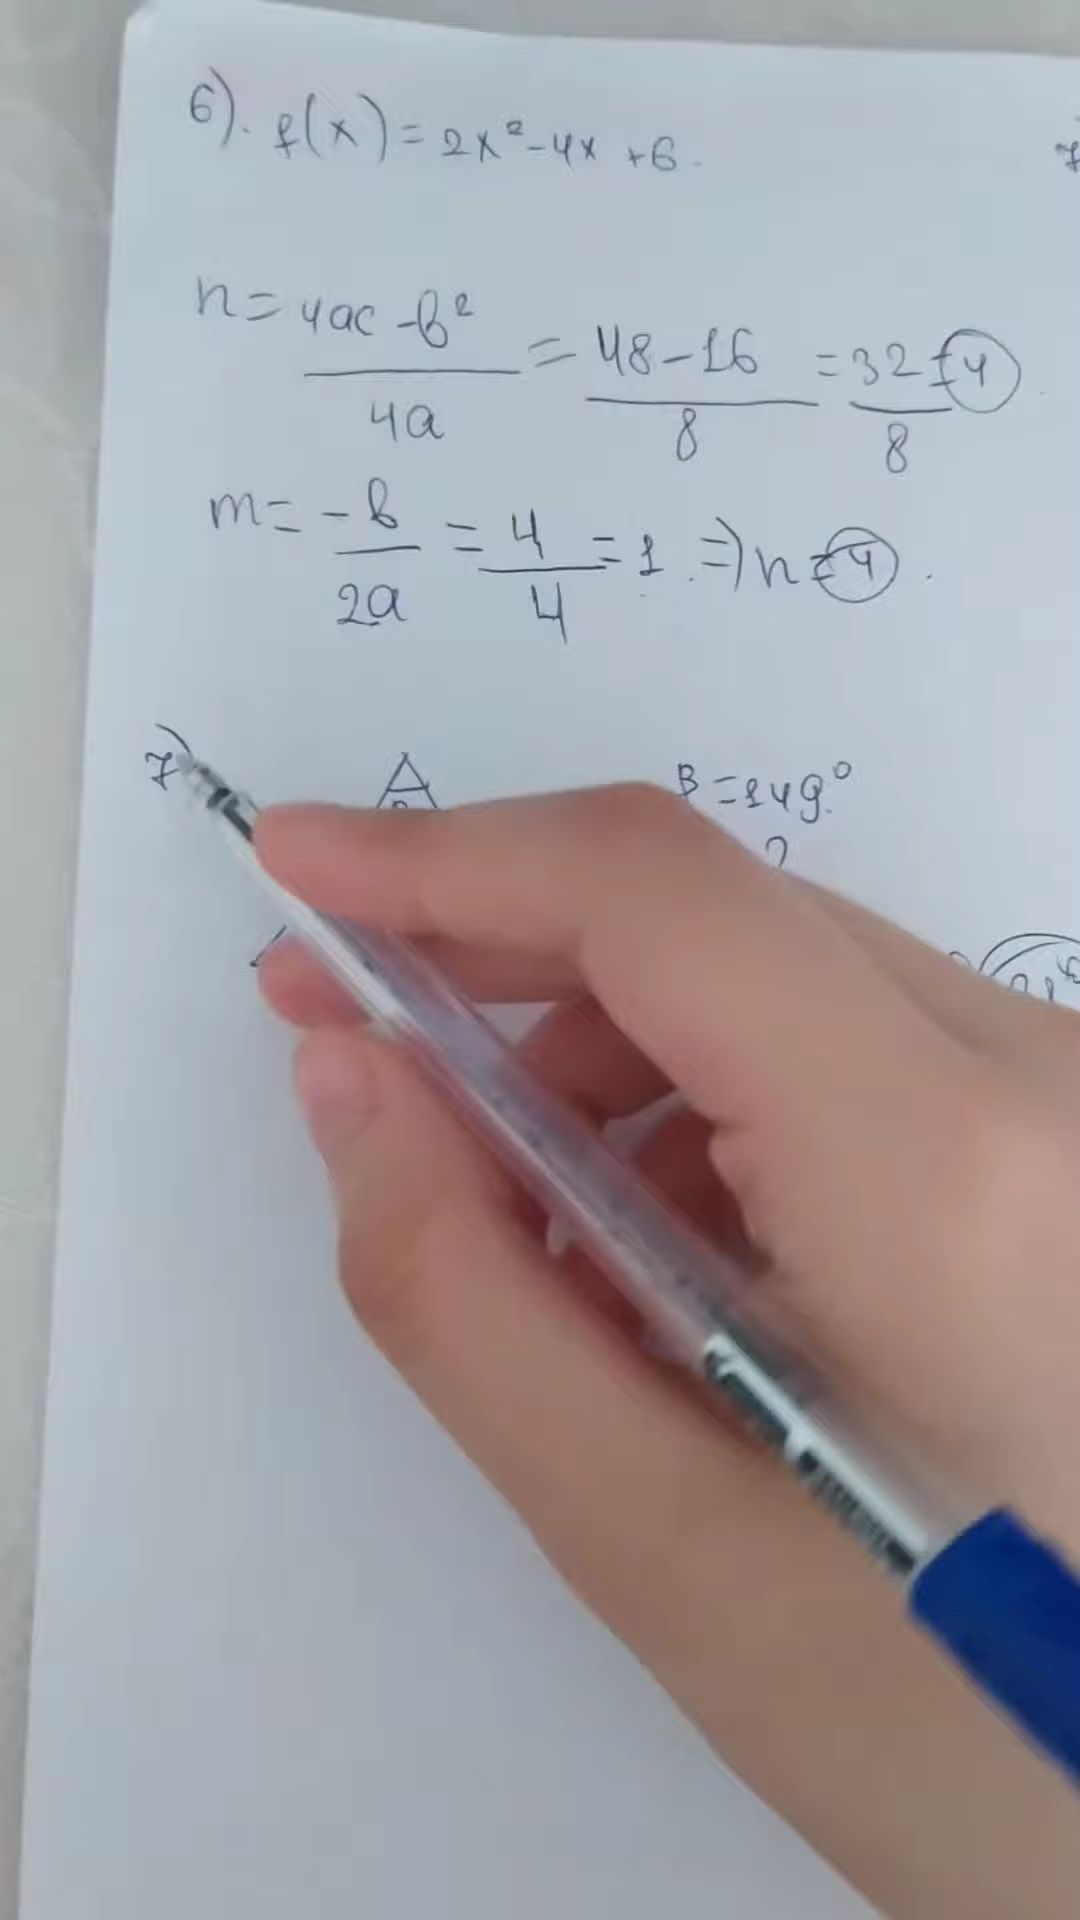 6). f(x) = 2x² - 4x + 6.
n = 4ac - b² / 4a = 48 - 16 / 8 = 32 / 8 = 4
m = -b / 2a = 4 / 4 = 1 . ⇒ n = 4 .
7)
β = 149°
?